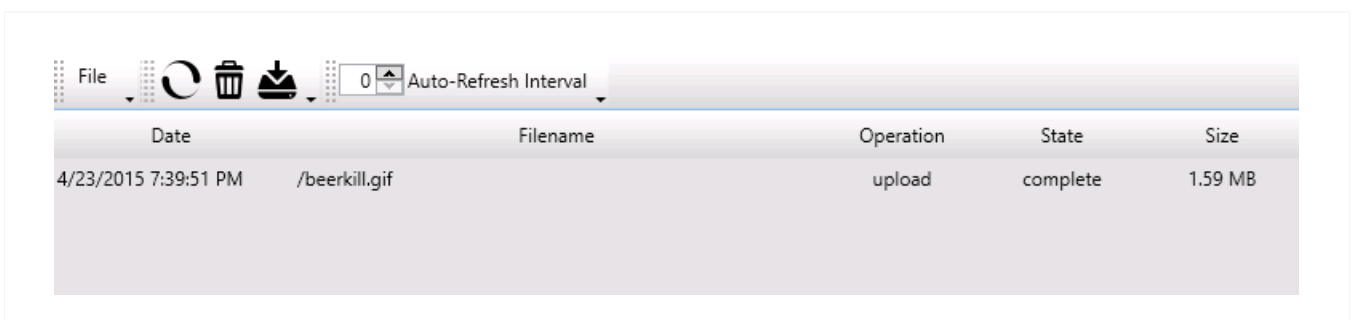 File 0 Auto-Refresh Interval
Date Filename Operation State Size
4/23/2015 7:39:51 PM /beerkill.gif upload complete 1.59 MB